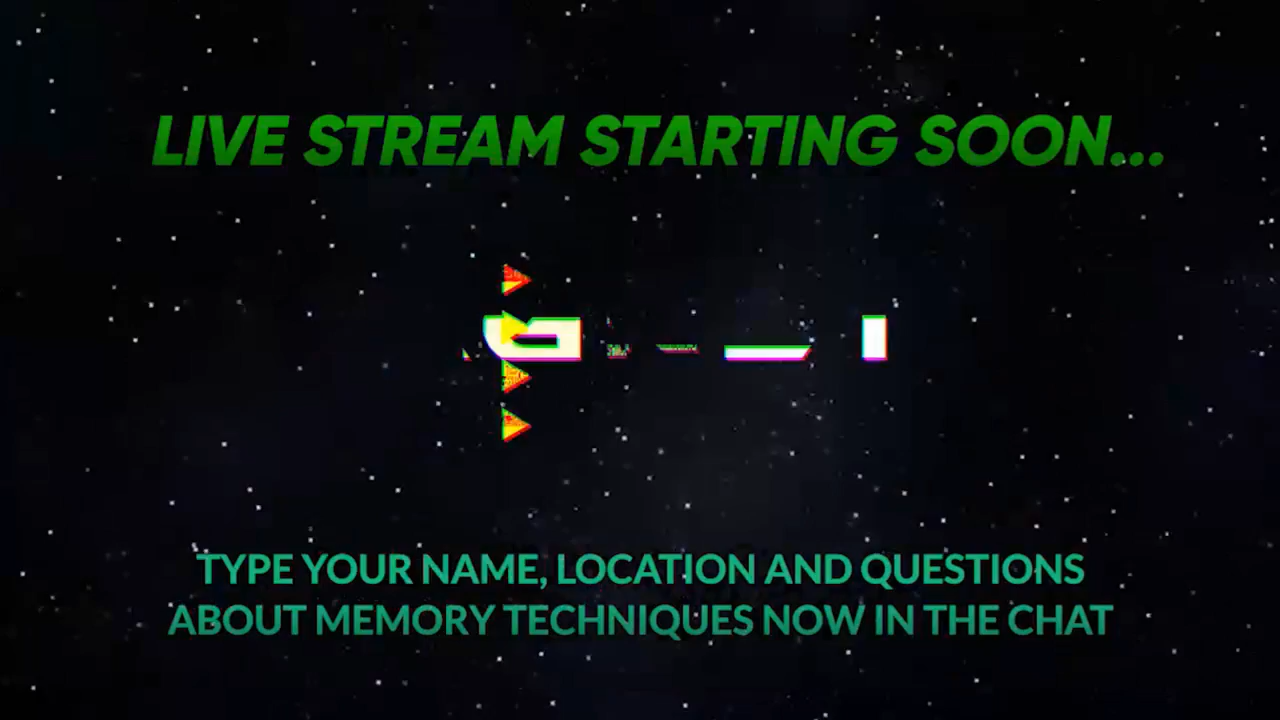 LIVE STREAM STARTING SOON...
TYPE YOUR NAME, LOCATION AND QUESTIONS
ABOUT MEMORY TECHNIQUES NOW IN THE CHAT